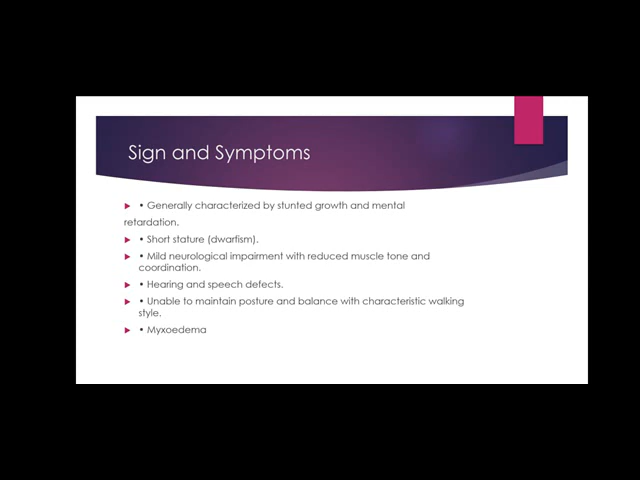 Sign and Symptoms
• Generally characterized by stunted growth and mental
retardation.
• Short stature (dwarfism).
• Mild neurological impairment with reduced muscle tone and
coordination.
• Hearing and speech defects.
• Unable to maintain posture and balance with characteristic walking
style.
• Myxoedema